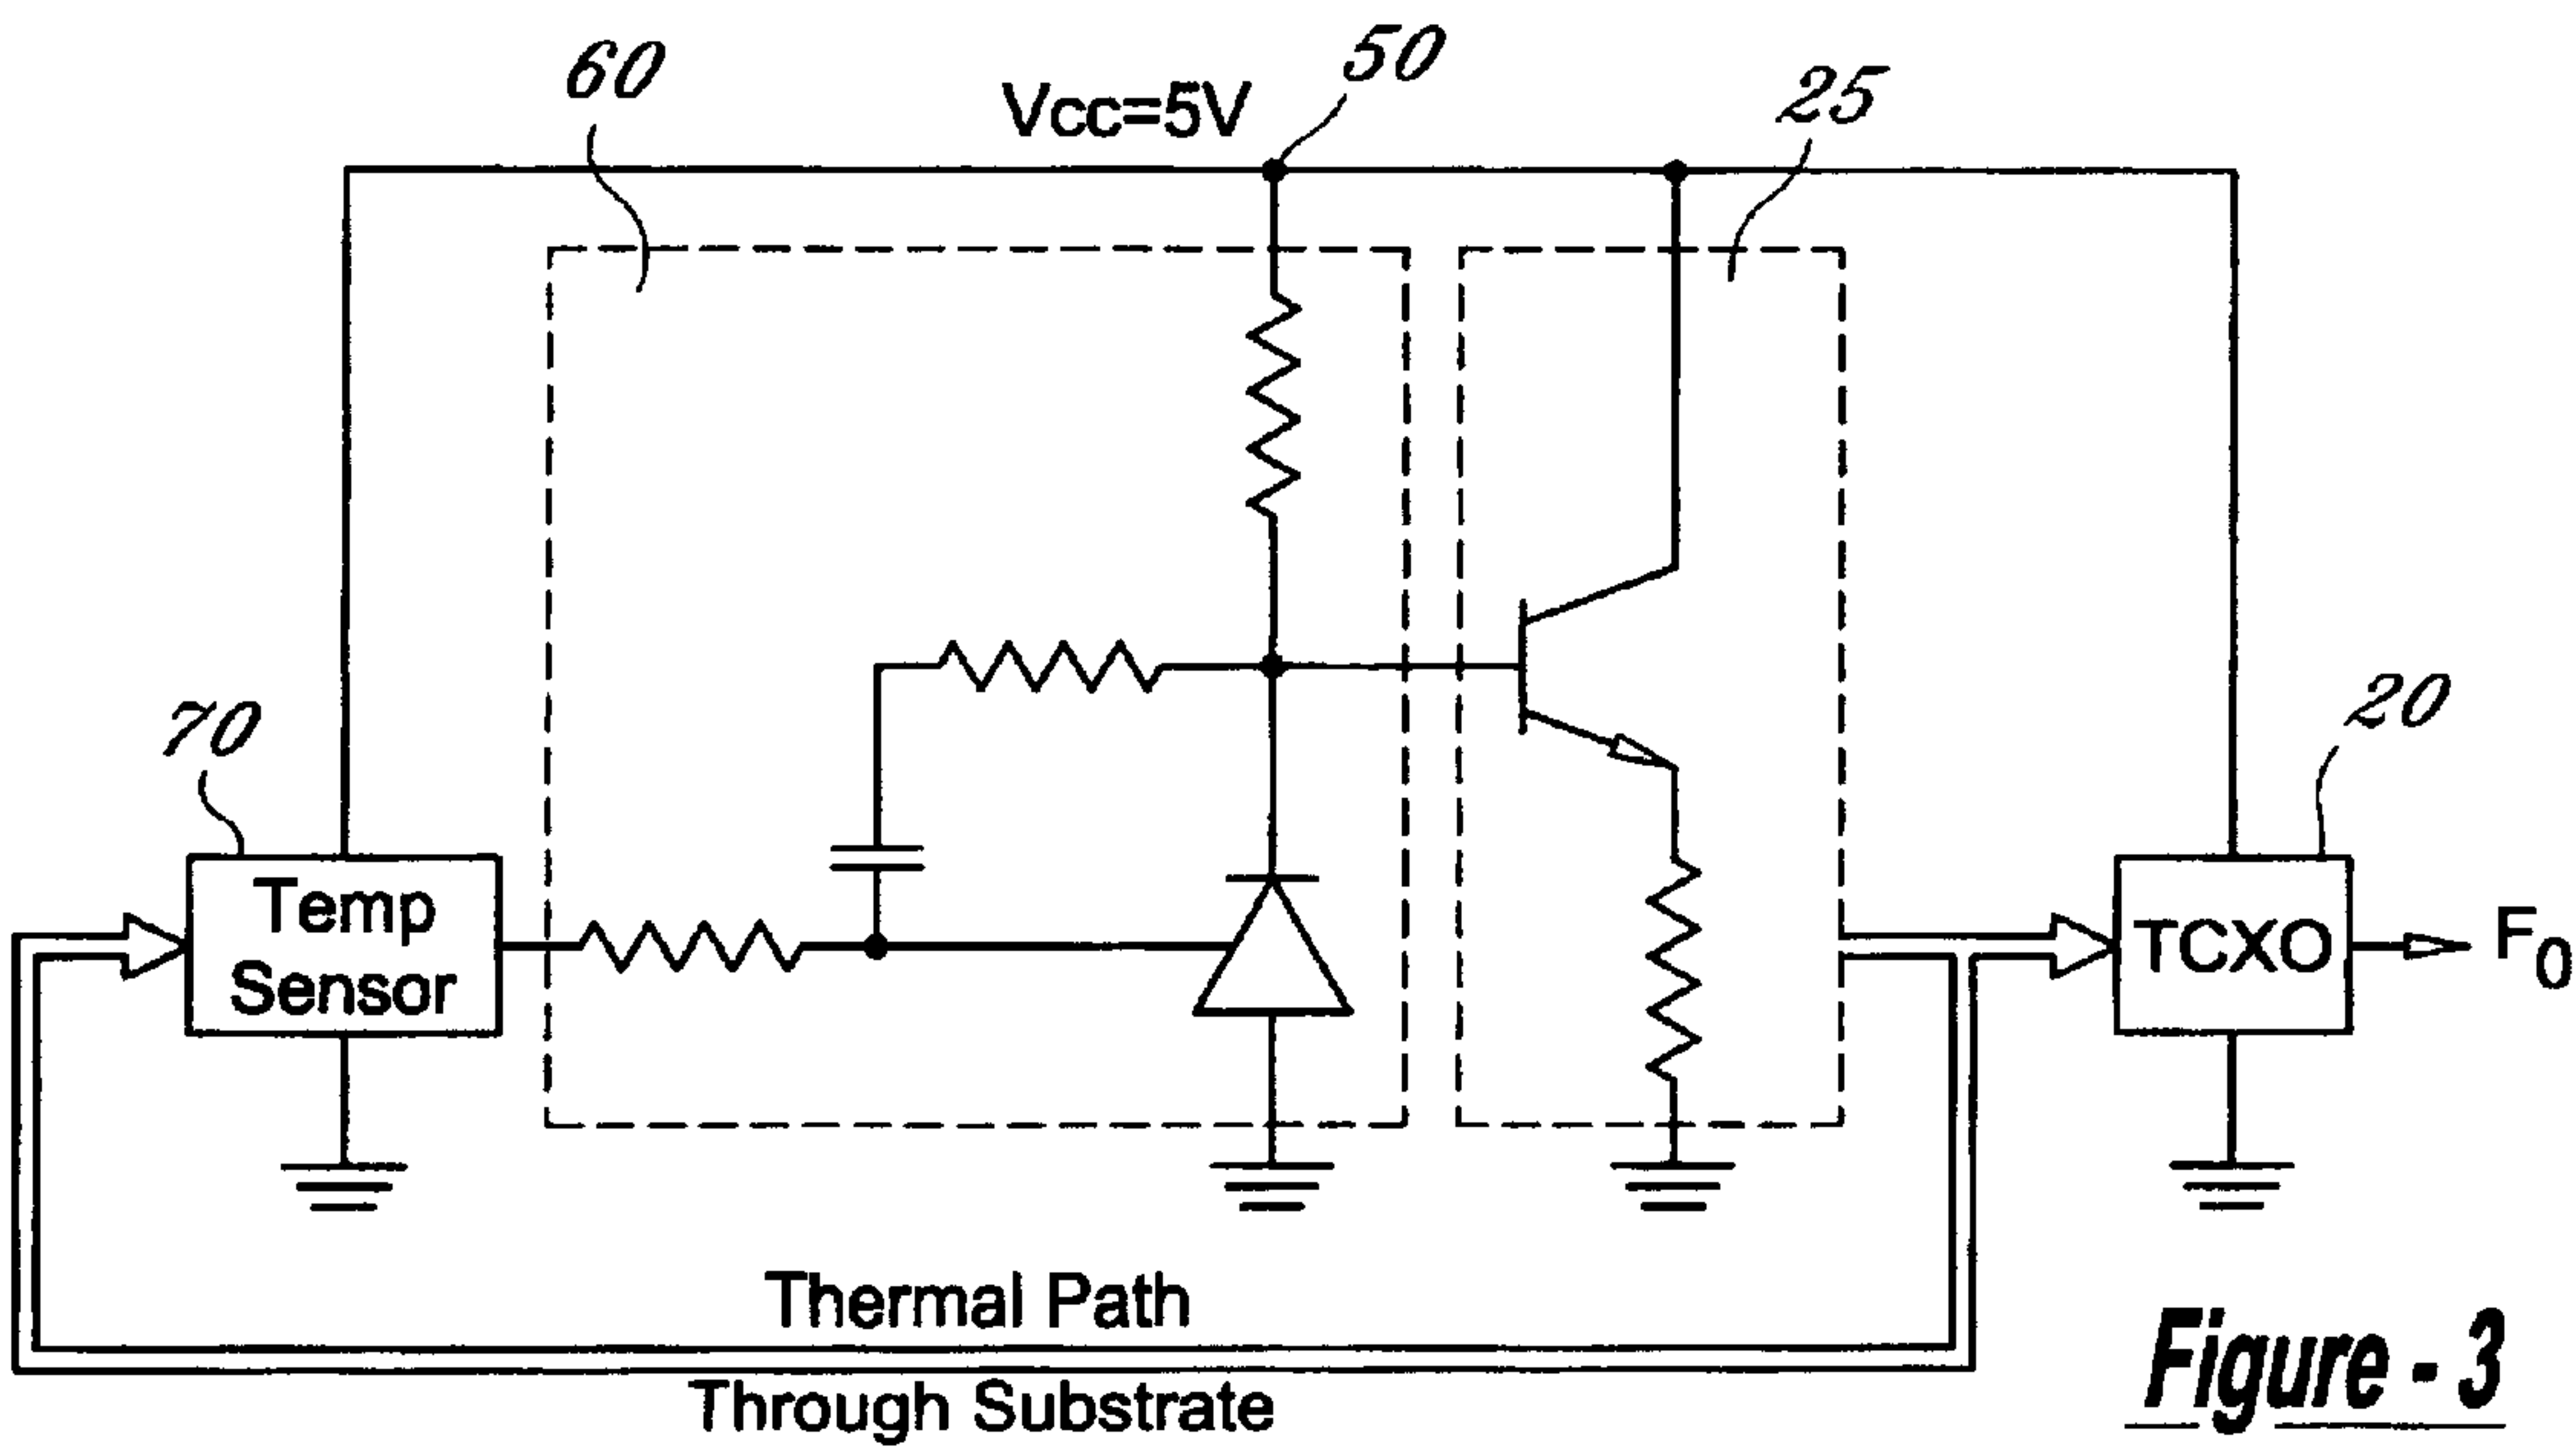 60
Vcc=5V
50
25
70
Temp
Sensor
20
TCXO
F0
Thermal Path
Through Substrate
Figure - 3